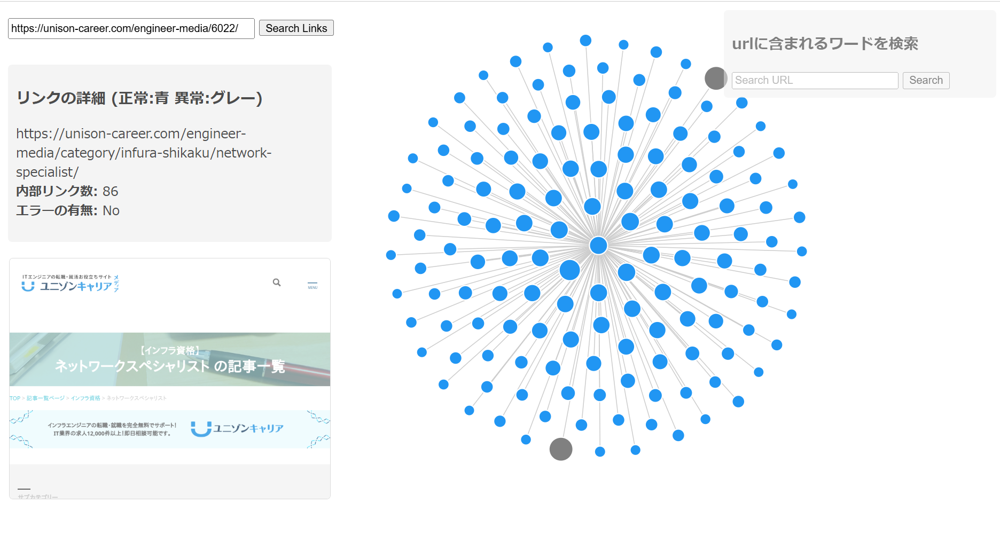 https://unison-career.com/engineer-media/6022/
Search Links
urlに含まれるワードを検索
Search URL
Search
リンクの詳細 (正常:青 異常:グレー)
https://unison-career.com/engineer-
media/category/infura-shikaku/network-
specialist/
内部リンク数: 86
エラーの有無: No
ITエンジニアの転職・就活お役立ちサイト
ユニゾンキャリア
メディア
MENU
【インフラ資格】
ネットワークスペシャリスト の記事一覧
TOP > 記事一覧ページ > インフラ資格 > ネットワークスペシャリスト
インフラエンジニアの転職・就職を完全無料でサポート!
IT業界の求人12,000件以上!即日相談可能です。
ユニゾンキャリア
サブカテゴリー